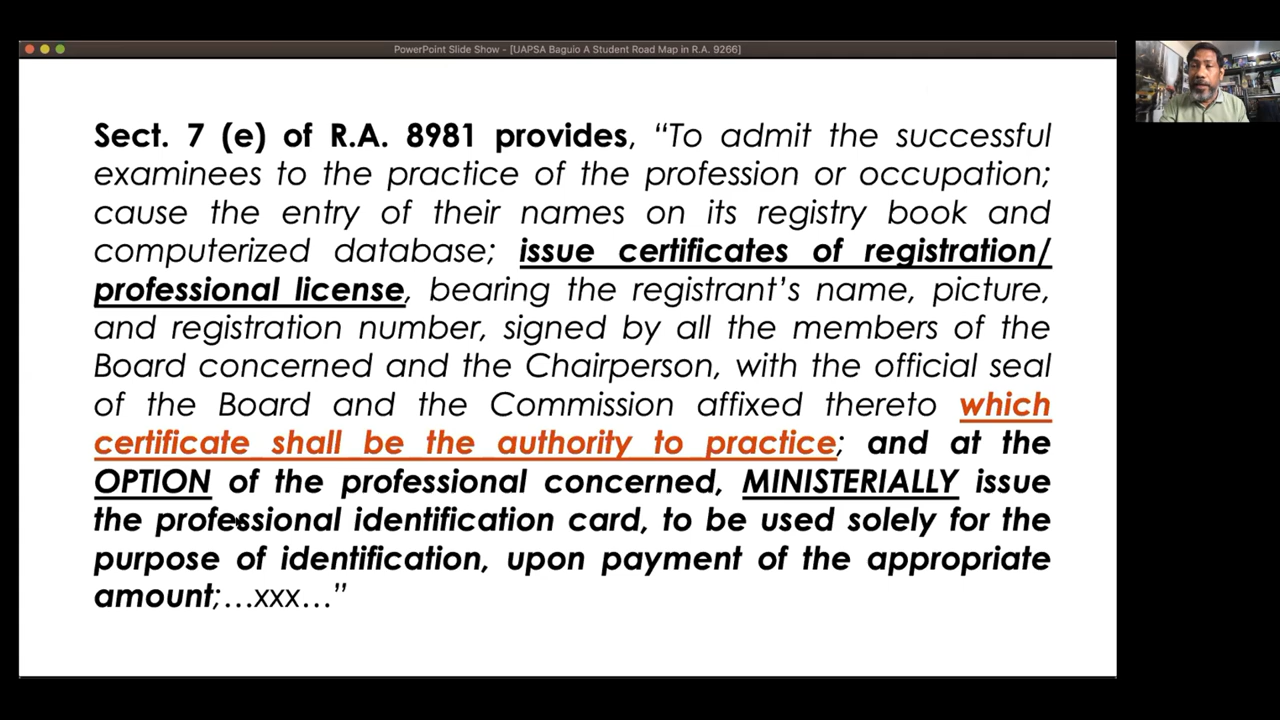 PowerPoint Slide Show - [UAPSA Baguio A Student Road Map in R.A. 9266]
Sect. 7 (e) of R.A. 8981 provides, “To admit the successful
examinees to the practice of the profession or occupation;
cause the entry of their names on its registry book and
computerized database; issue certificates of registration/
professional license, bearing the registrant’s name, picture,
and registration number, signed by all the members of the
Board concerned and the Chairperson, with the official seal
of the Board and the Commission affixed thereto which
certificate shall be the authority to practice; and at the
OPTION of the professional concerned, MINISTERIALLY issue
the professional identification card, to be used solely for the
purpose of identification, upon payment of the appropriate
amount;…xxx…”